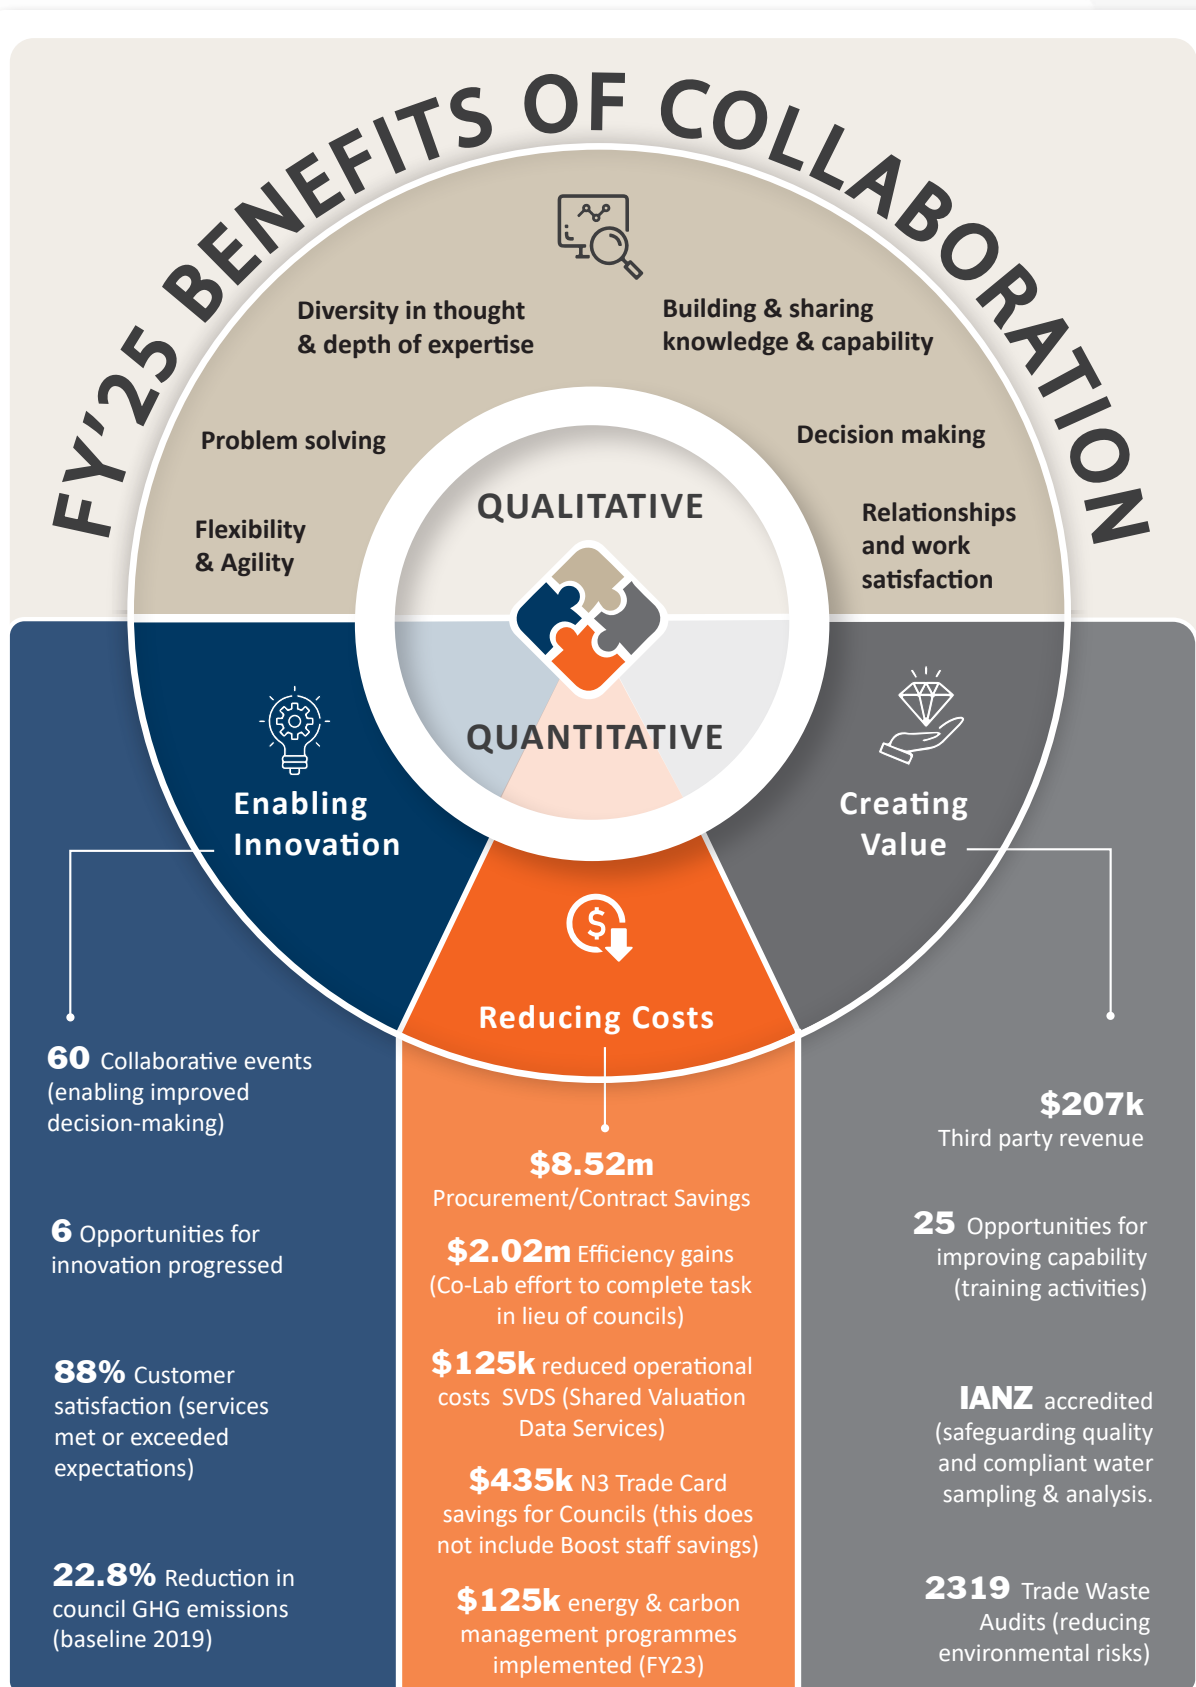 FY'25 BENEFITS OF COLLABORATION
Diversity in thought
& depth of expertise
Building & sharing
knowledge & capability
Problem solving
Decision making
Flexibility
& Agility
Relationships
and work
satisfaction
QUALITATIVE
QUANTITATIVE
Enabling
Innovation
Creating
Value
Reducing Costs
60 Collaborative events
(enabling improved
decision-making)
6 Opportunities for
innovation progressed
88% Customer
satisfaction (services
met or exceeded
expectations)
22.8% Reduction in
council GHG emissions
(baseline 2019)
$8.52m
Procurement/Contract Savings
$2.02m Efficiency gains
(Co-Lab effort to complete task
in lieu of councils)
$125k reduced operational
costs SVDS (Shared Valuation
Data Services)
$435k N3 Trade Card
savings for Councils (this does
not include Boost staff savings)
$125k energy & carbon
management programmes
implemented (FY23)
$207k
Third party revenue
25 Opportunities for
improving capability
(training activities)
IANZ accredited
(safeguarding quality
and compliant water
sampling & analysis.
2319 Trade Waste
Audits (reducing
environmental risks)